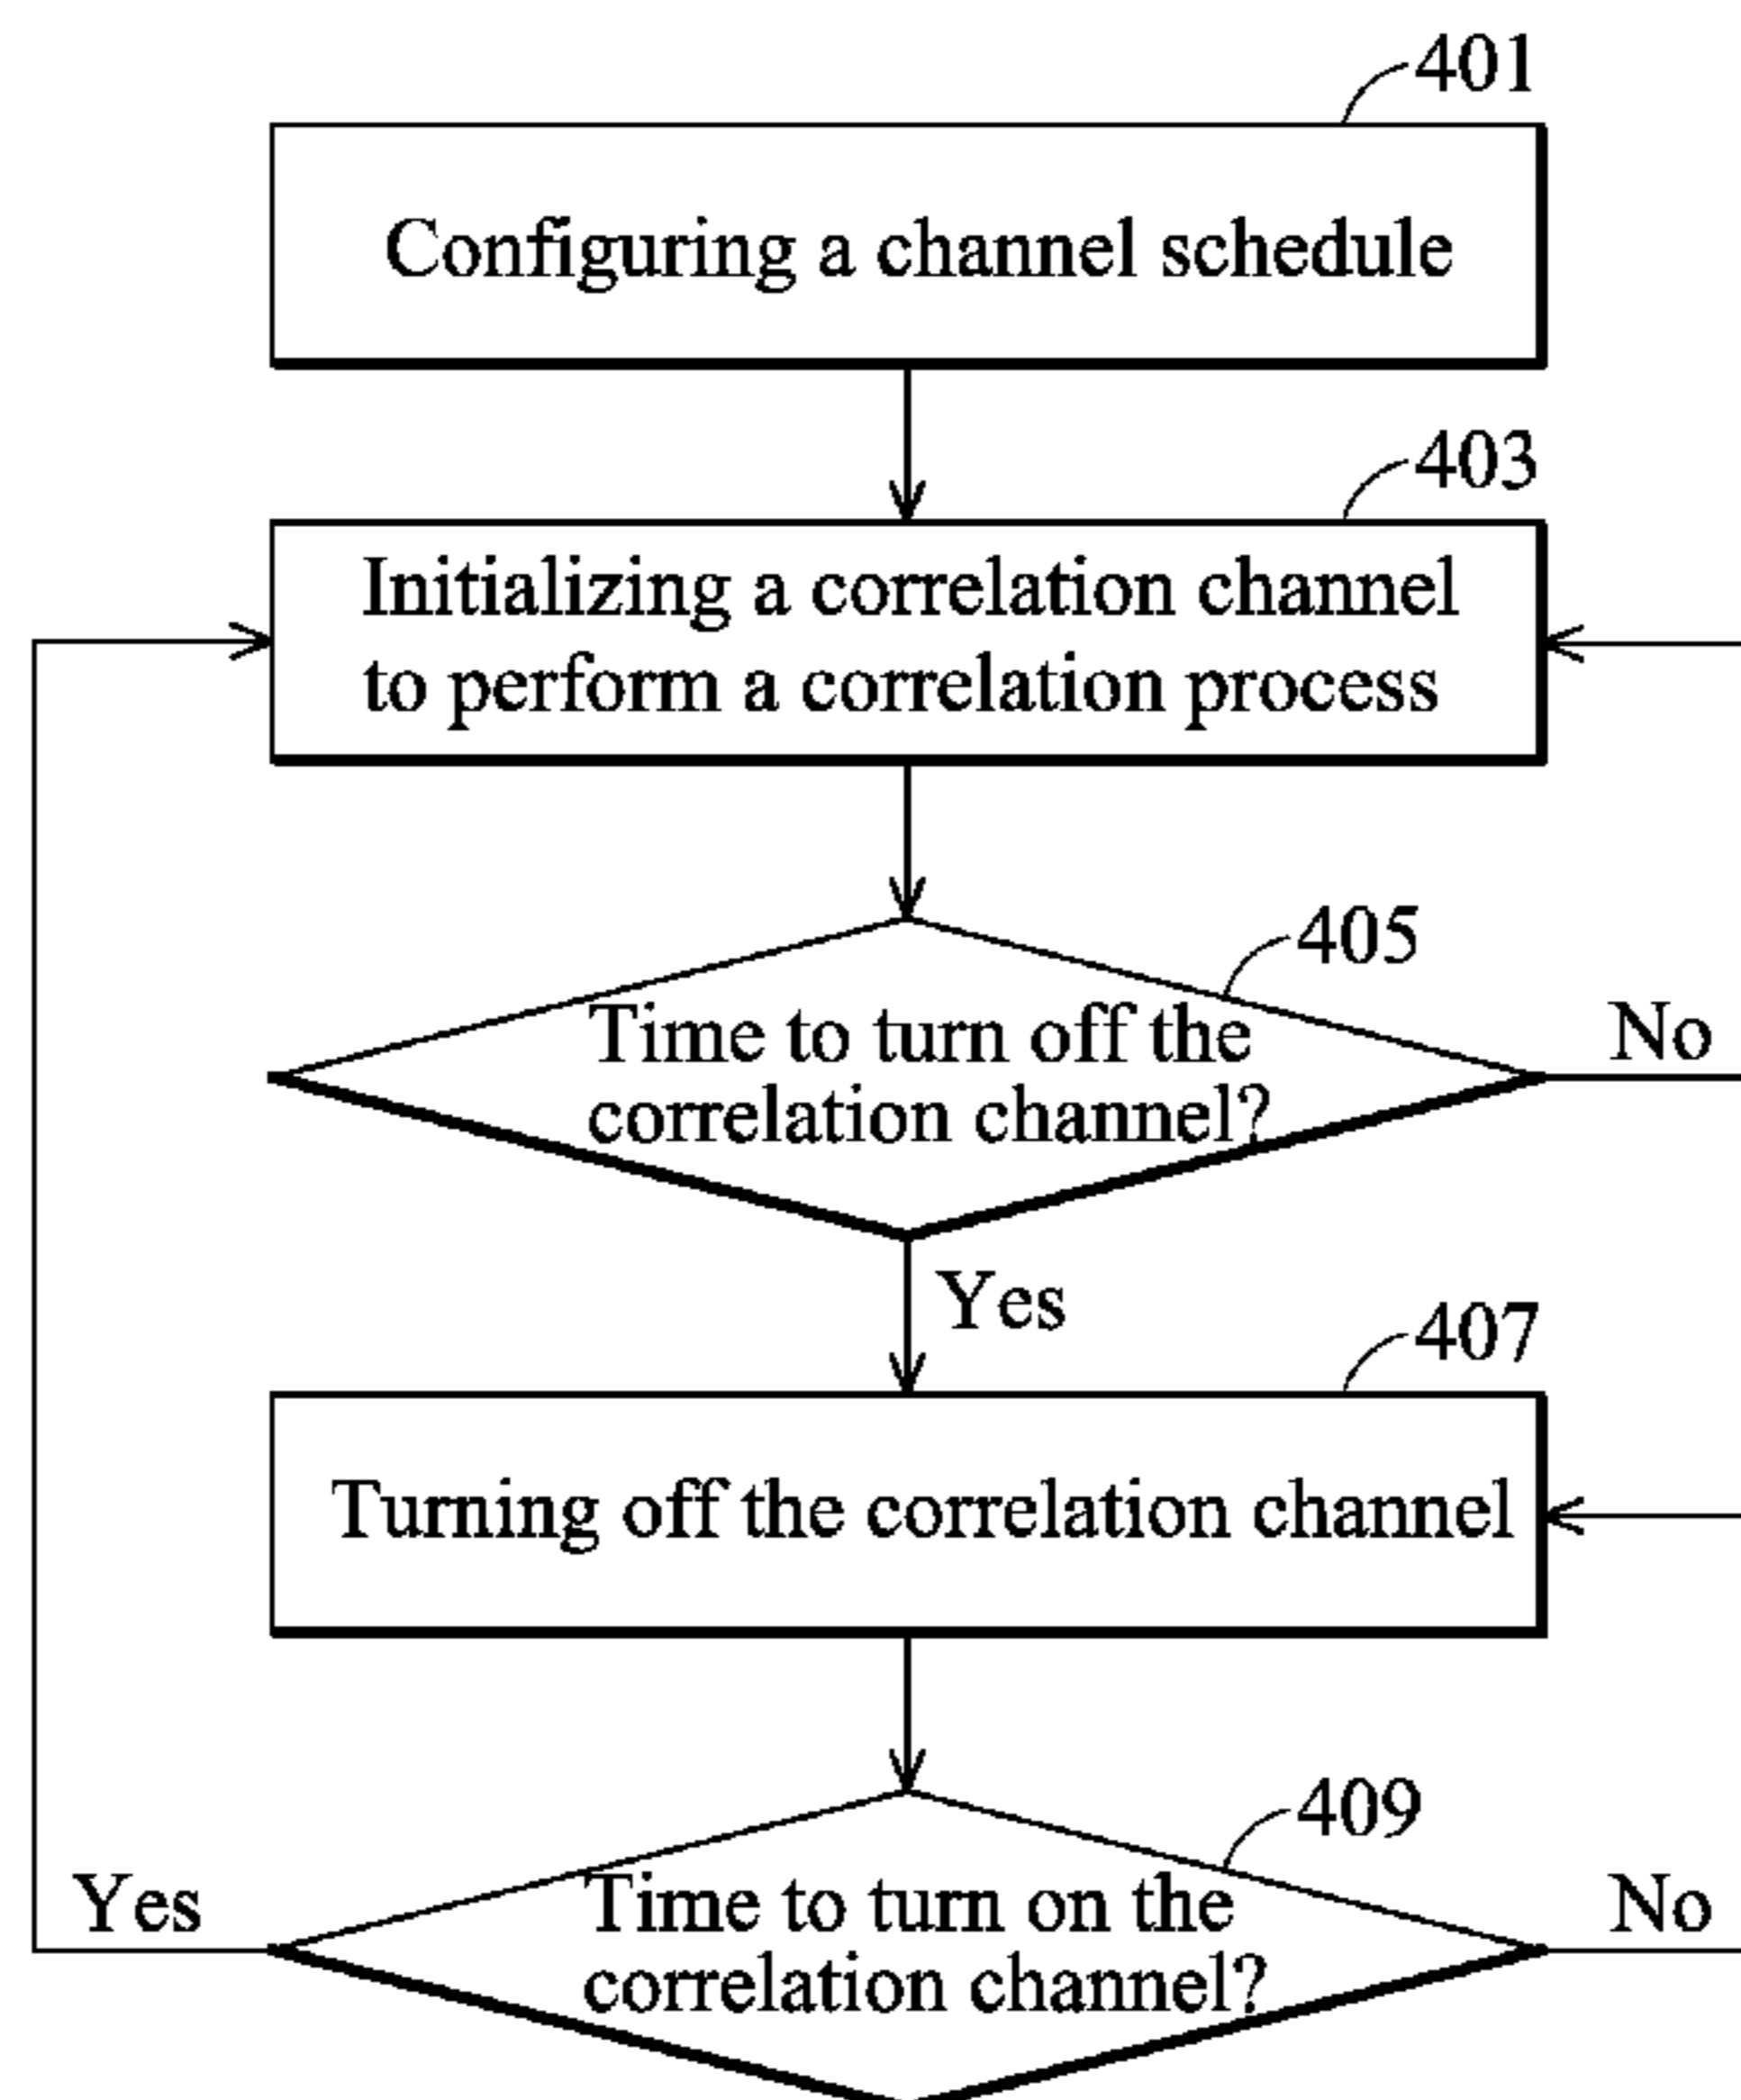 401
Configuring a channel schedule
403
Initializing a correlation channel
to perform a correlation process
405
Time to turn off the
correlation channel?
No
Yes
407
Turning off the correlation channel
409
Time to turn on the
correlation channel?
Yes
No